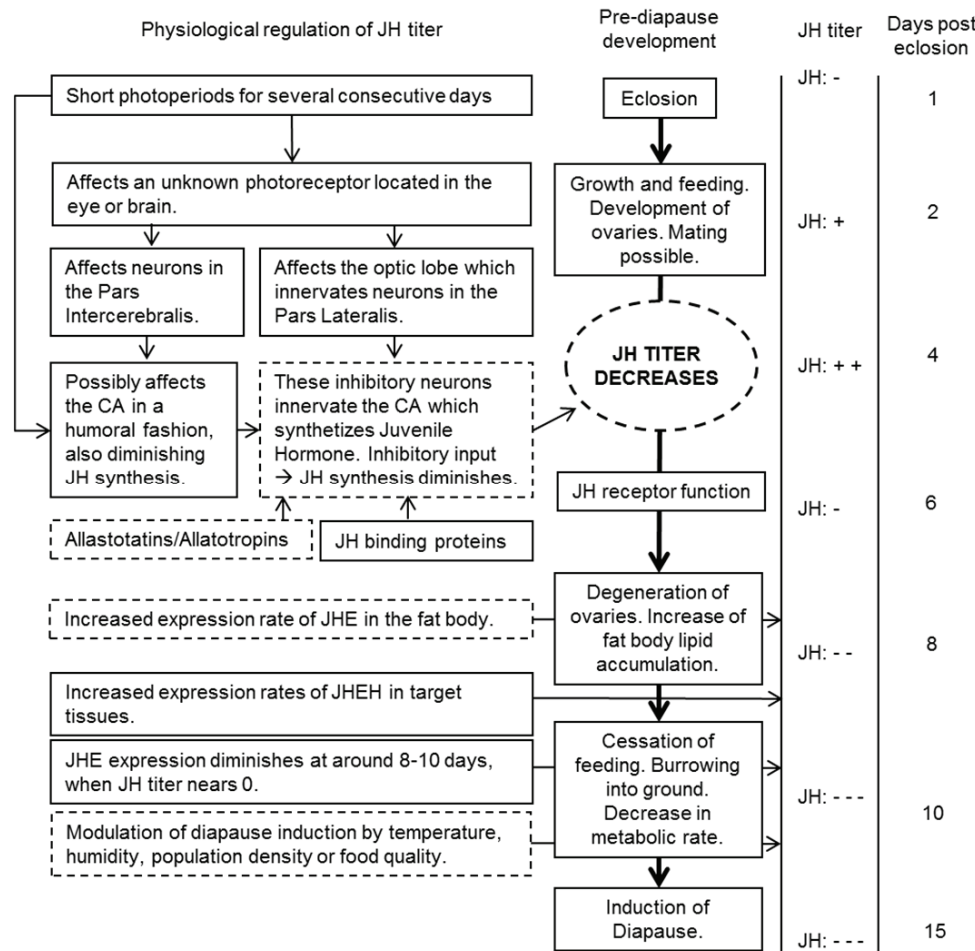 Physiological regulation of JH titer
Pre-diapause
development
JH titer
Days post
eclosion
Short photoperiods for several consecutive days
Eclosion
JH: -
1
Affects an unknown photoreceptor located in the
eye or brain.
Growth and feeding.
Development of
ovaries. Mating
possible.
JH: +
2
Affects neurons in
the Pars
Intercerebralis.
Affects the optic lobe which
innervates neurons in the
Pars Lateralis.
JH TITER
DECREASES
JH: + +
4
Possibly affects
the CA in a
humoral fashion,
also diminishing
JH synthesis.
These inhibitory neurons
innervate the CA which
synthetizes Juvenile
Hormone. Inhibitory input
→ JH synthesis diminishes.
JH receptor function
JH: -
6
Allastotatins/Allatotropins
JH binding proteins
Increased expression rate of JHE in the fat body.
Degeneration of
ovaries. Increase of
fat body lipid
accumulation.
JH: - -
8
Increased expression rates of JHEH in target
tissues.
JHE expression diminishes at around 8-10 days,
when JH titer nears 0.
Cessation of
feeding. Burrowing
into ground.
Decrease in
metabolic rate.
JH: - - -
10
Modulation of diapause induction by temperature,
humidity, population density or food quality.
Induction of
Diapause.
JH: - - -
15